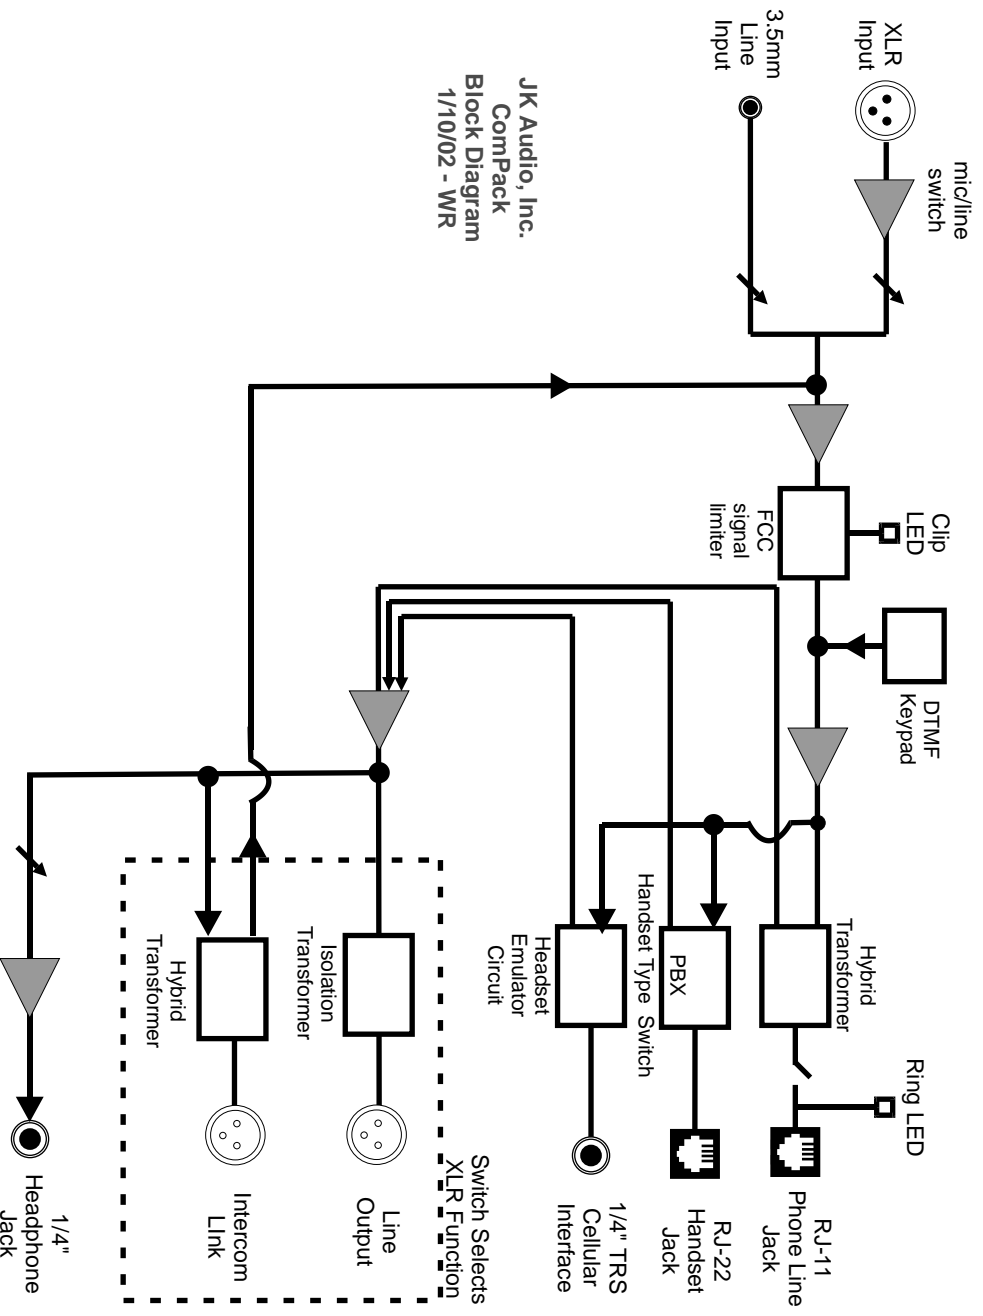 XLR
Input
3.5mm
Line
Input
mic/line
switch
JK Audio, Inc.
ComPack
Block Diagram
1/10/02 - WR
Clip
LED
FCC
signal
limiter
DTMF
Keypad
Hybrid
Transformer
Ring LED
RJ-11
Phone Line
Jack
PBX
Handset Type Switch
RJ-22
Handset
Jack
Headset
Emulator
Circuit
1/4" TRS
Cellular
Interface
Switch Selects
XLR Function
Isolation
Transformer
Line
Output
Hybrid
Transformer
Intercom
LInk
1/4"
Headphone
Jack